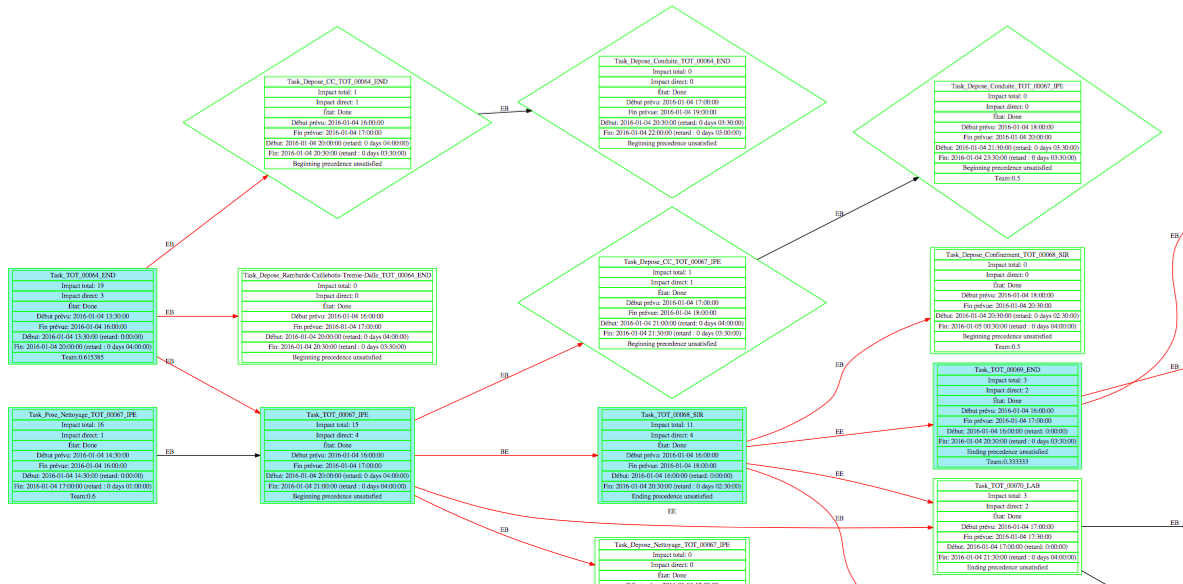 Task_Depose_CC_TOT_00064_END
Impact total: 1
Impact direct: 1
État: Done
Début prévu: 2016-01-04 16:00:00
Fin prévue: 2016-01-04 17:00:00
Début: 2016-01-04 20:00:00 (retard: 0 days 04:00:00)
Fin: 2016-01-04 20:30:00 (retard : 0 days 03:30:00)
Beginning precedence unsatisfied
EB
Task_Depose_Conduite_TOT_00064_END
Impact total: 0
Impact direct: 0
État: Done
Début prévu: 2016-01-04 17:00:00
Fin prévue: 2016-01-04 19:00:00
Début: 2016-01-04 20:30:00 (retard: 0 days 03:30:00)
Fin: 2016-01-04 22:00:00 (retard : 0 days 03:00:00)
Beginning precedence unsatisfied
Task_Depose_Conduite_TOT_00067_IPE
Impact total: 0
Impact direct: 0
État: Done
Début prévu: 2016-01-04 18:00:00
Fin prévue: 2016-01-04 20:00:00
Début: 2016-01-04 21:30:00 (retard: 0 days 03:30:00)
Fin: 2016-01-04 23:30:00 (retard : 0 days 03:30:00)
Beginning precedence unsatisfied
Team:0.5
EB
EB
EB
Task_TOT_00064_END
Impact total: 19
Impact direct: 3
État: Done
Début prévu: 2016-01-04 13:30:00
Fin prévue: 2016-01-04 16:00:00
Début: 2016-01-04 13:30:00 (retard: 0:00:00)
Fin: 2016-01-04 20:00:00 (retard : 0 days 04:00:00)
Team:0.615385
EB
EB
Task_Depose_Rambarde-Caillebotis-Tremie-Dalle_TOT_00064_END
Impact total: 0
Impact direct: 0
État: Done
Début prévu: 2016-01-04 16:00:00
Fin prévue: 2016-01-04 17:00:00
Début: 2016-01-04 20:00:00 (retard: 0 days 04:00:00)
Fin: 2016-01-04 20:30:00 (retard : 0 days 03:30:00)
Beginning precedence unsatisfied
Task_Depose_CC_TOT_00067_IPE
Impact total: 1
Impact direct: 1
État: Done
Début prévu: 2016-01-04 17:00:00
Fin prévue: 2016-01-04 18:00:00
Début: 2016-01-04 21:00:00 (retard: 0 days 04:00:00)
Fin: 2016-01-04 21:30:00 (retard : 0 days 03:30:00)
Beginning precedence unsatisfied
Task_Depose_Confinement_TOT_00068_SIR
Impact total: 0
Impact direct: 0
État: Done
Début prévu: 2016-01-04 18:00:00
Fin prévue: 2016-01-04 20:30:00
Début: 2016-01-04 20:30:00 (retard: 0 days 02:30:00)
Fin: 2016-01-05 00:30:00 (retard : 0 days 04:00:00)
Beginning precedence unsatisfied
Team:0.5
EB
EB
EB
Task_TOT_00069_END
Impact total: 3
Impact direct: 2
État: Done
Début prévu: 2016-01-04 16:00:00
Fin prévue: 2016-01-04 17:00:00
Début: 2016-01-04 16:00:00 (retard: 0:00:00)
Fin: 2016-01-04 20:30:00 (retard : 0 days 03:30:00)
Ending precedence unsatisfied
Team:0.333333
Task_Pose_Nettoyage_TOT_00067_IPE
Impact total: 16
Impact direct: 1
État: Done
Début prévu: 2016-01-04 14:30:00
Fin prévue: 2016-01-04 16:00:00
Début: 2016-01-04 14:30:00 (retard: 0:00:00)
Fin: 2016-01-04 17:00:00 (retard : 0 days 01:00:00)
Team:0.6
EB
Task_TOT_00067_IPE
Impact total: 15
Impact direct: 4
État: Done
Début prévu: 2016-01-04 16:00:00
Fin prévue: 2016-01-04 17:00:00
Début: 2016-01-04 20:00:00 (retard: 0 days 04:00:00)
Fin: 2016-01-04 21:00:00 (retard : 0 days 04:00:00)
Beginning precedence unsatisfied
BE
Task_TOT_00068_SIR
Impact total: 11
Impact direct: 4
État: Done
Début prévu: 2016-01-04 16:00:00
Fin prévue: 2016-01-04 18:00:00
Début: 2016-01-04 16:00:00 (retard: 0:00:00)
Fin: 2016-01-04 20:30:00 (retard : 0 days 02:30:00)
Ending precedence unsatisfied
EE
EE
EE
EB
EB
Task_TOT_00070_LAB
Impact total: 3
Impact direct: 2
État: Done
Début prévu: 2016-01-04 17:00:00
Fin prévue: 2016-01-04 17:30:00
Début: 2016-01-04 17:00:00 (retard: 0:00:00)
Fin: 2016-01-04 21:30:00 (retard : 0 days 04:00:00)
Ending precedence unsatisfied
EB
Task_Depose_Nettoyage_TOT_00067_IPE
Impact total: 0
Impact direct: 0
État: Done